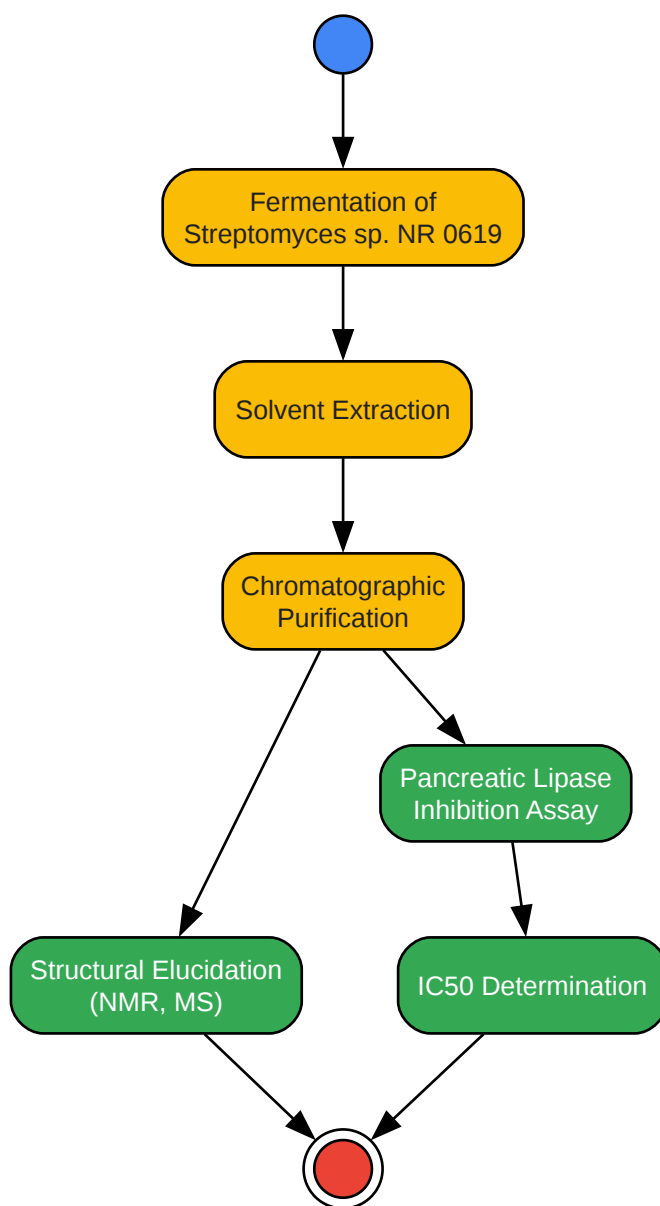 Fermentation of
Streptomyces sp. NR 0619
Solvent Extraction
Chromatographic
Purification
Pancreatic Lipase
Inhibition Assay
Structural Elucidation
(NMR, MS)
IC50 Determination